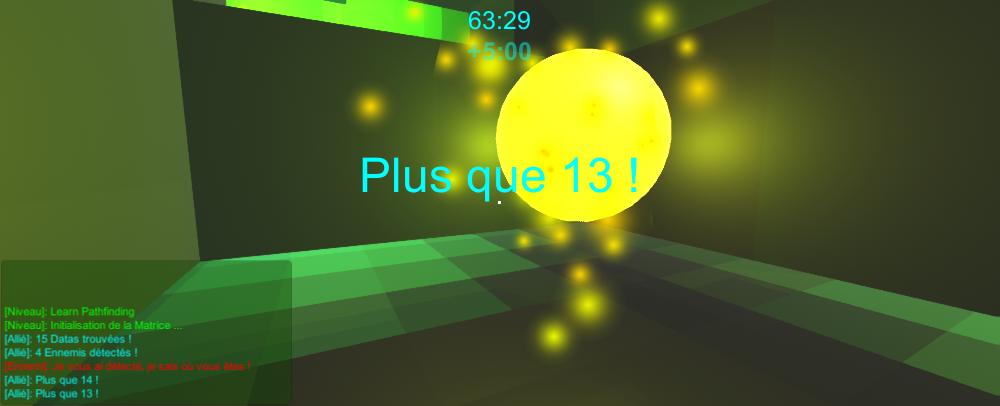 63:29
+5:00
Plus que 13 !
[Niveau]: Learn Pathfinding
[Niveau]: Initialisation de la Matrice ...
[Allié]: 15 Datas trouvées !
[Allié]: 4 Ennemis détectés !
[Ennemi]: Je vous ai détecté, je sais où vous êtes !
[Allié]: Plus que 14 !
[Allié]: Plus que 13 !